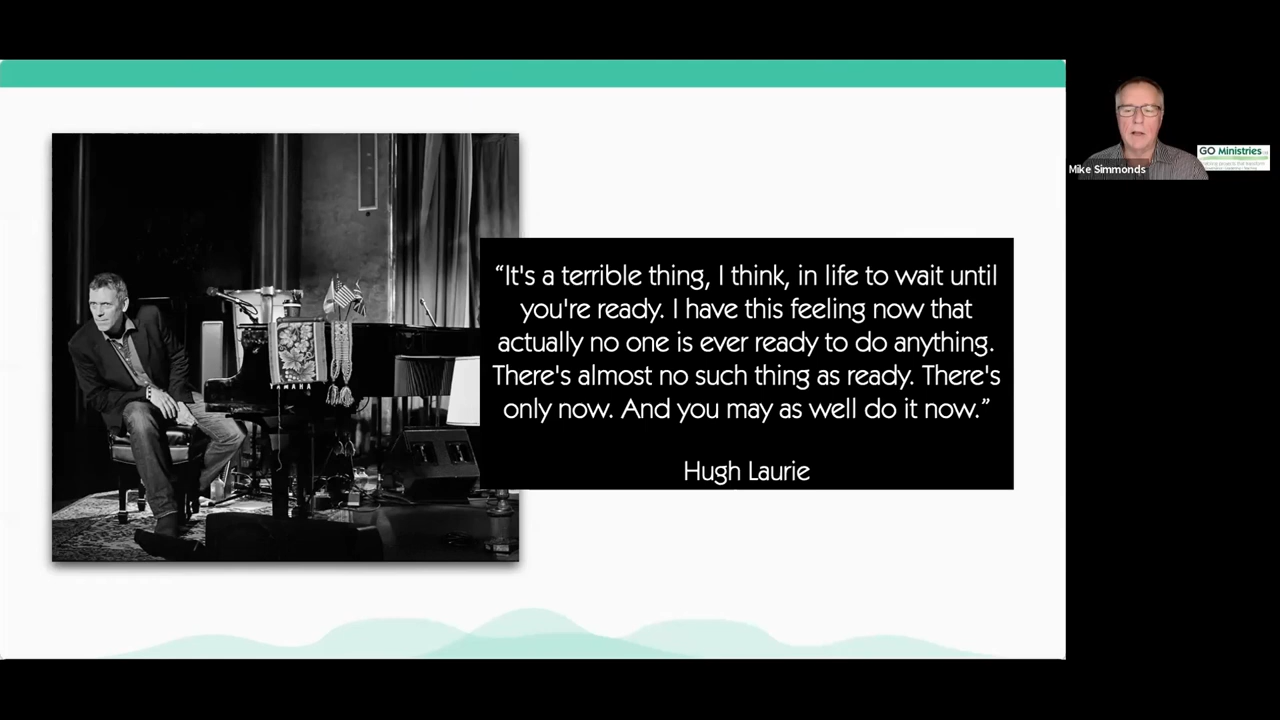 “It's a terrible thing, I think, in life to wait until
you're ready. I have this feeling now that
actually no one is ever ready to do anything.
There's almost no such thing as ready. There's
only now. And you may as well do it now.”
Hugh Laurie
YAMAHA
Mike Simmonds
GO Ministries